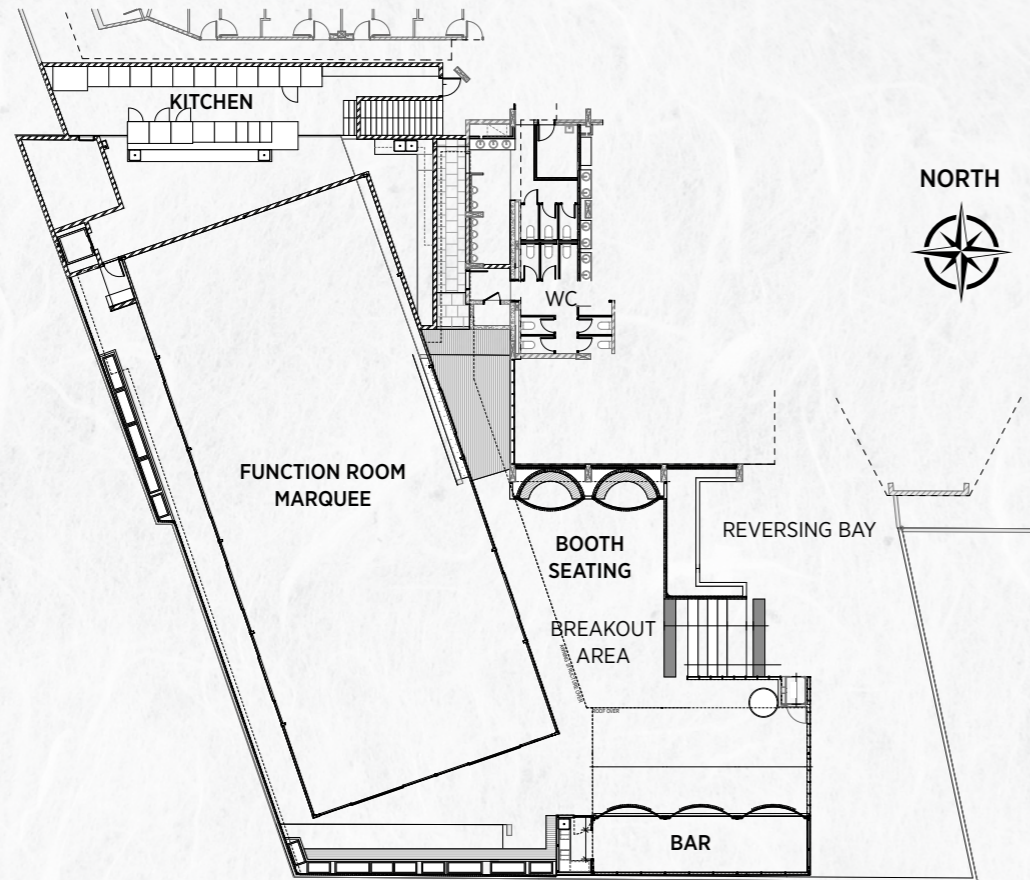 KITCHEN
NORTH
WC
FUNCTION ROOM
MARQUEE
REVERSING BAY
BOOTH
SEATING
BREAKOUT
AREA
BAR